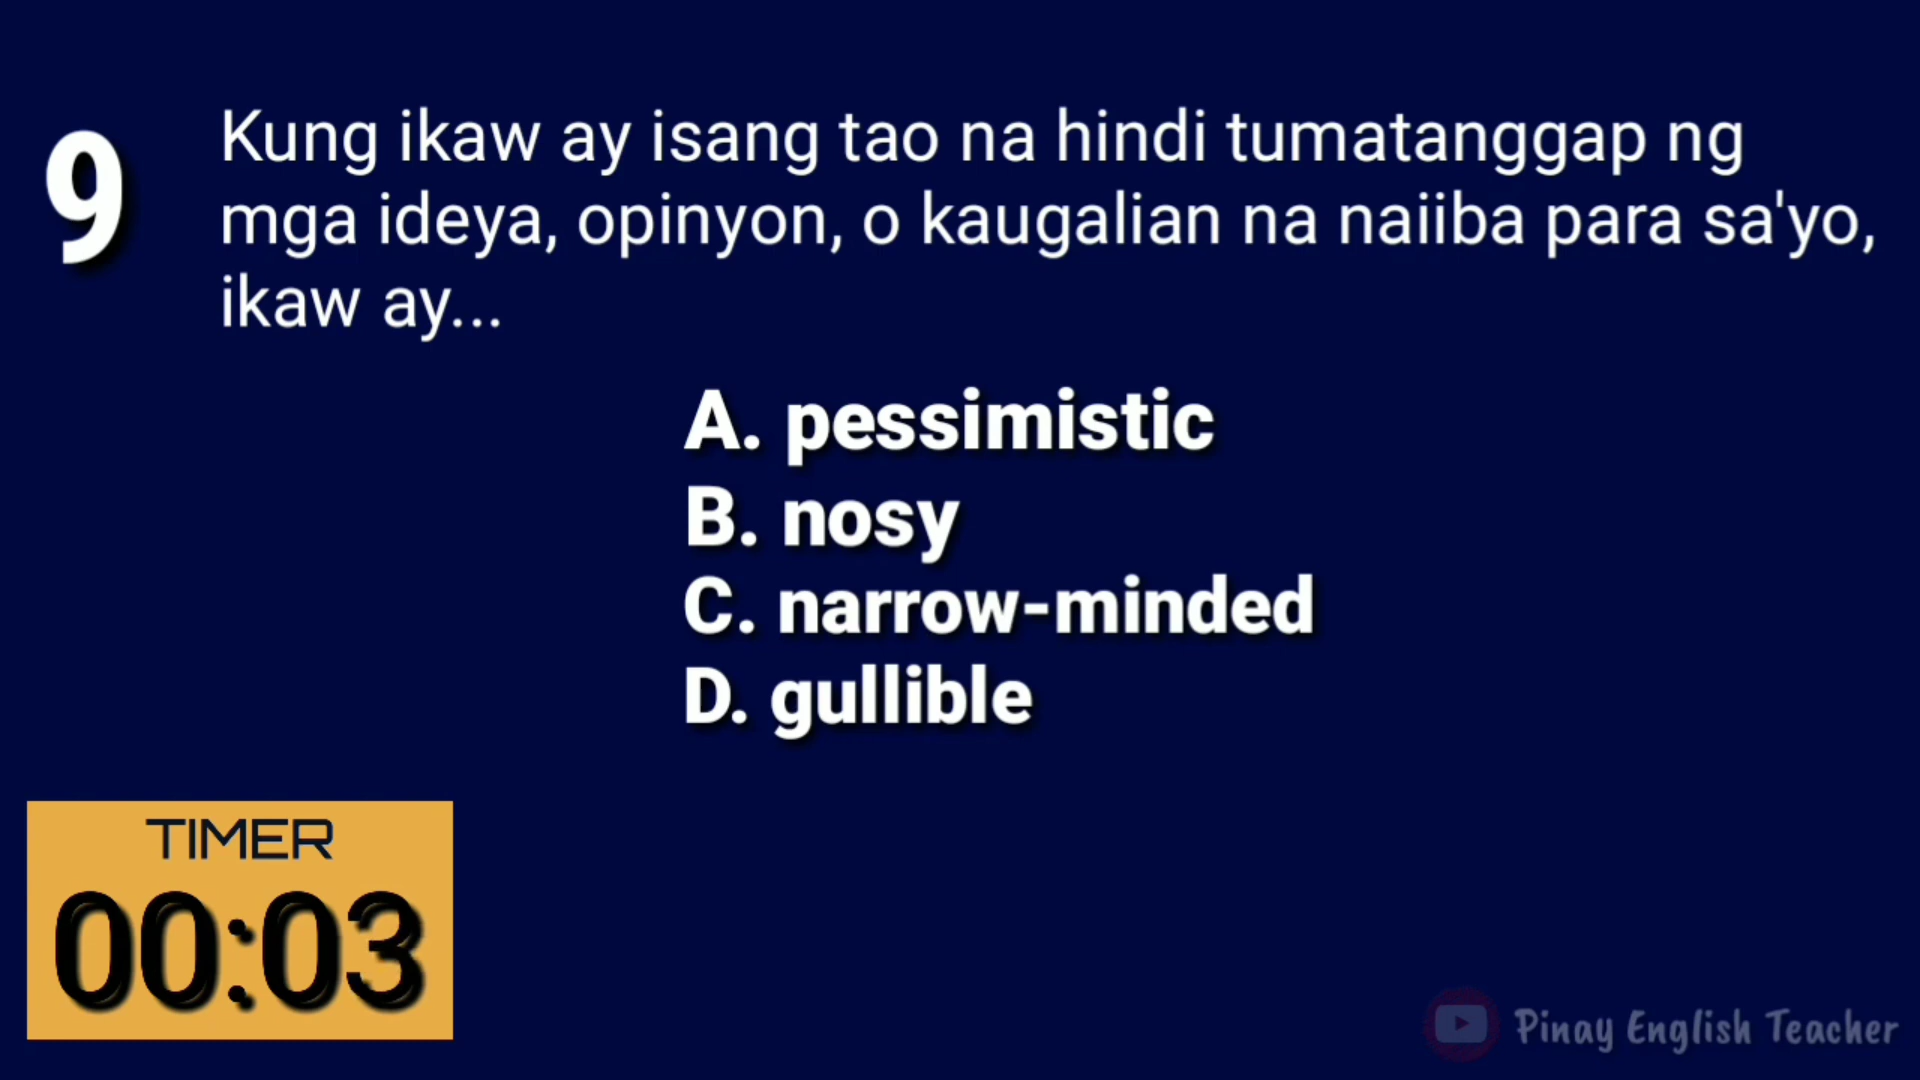 9
Kung ikaw ay isang tao na hindi tumatanggap ng
mga ideya, opinyon, o kaugalian na naiiba para sa'yo,
ikaw ay...
A. pessimistic
B. nosy
C. narrow-minded
D. gullible
TIMER
00:03
Pinay English Teacher